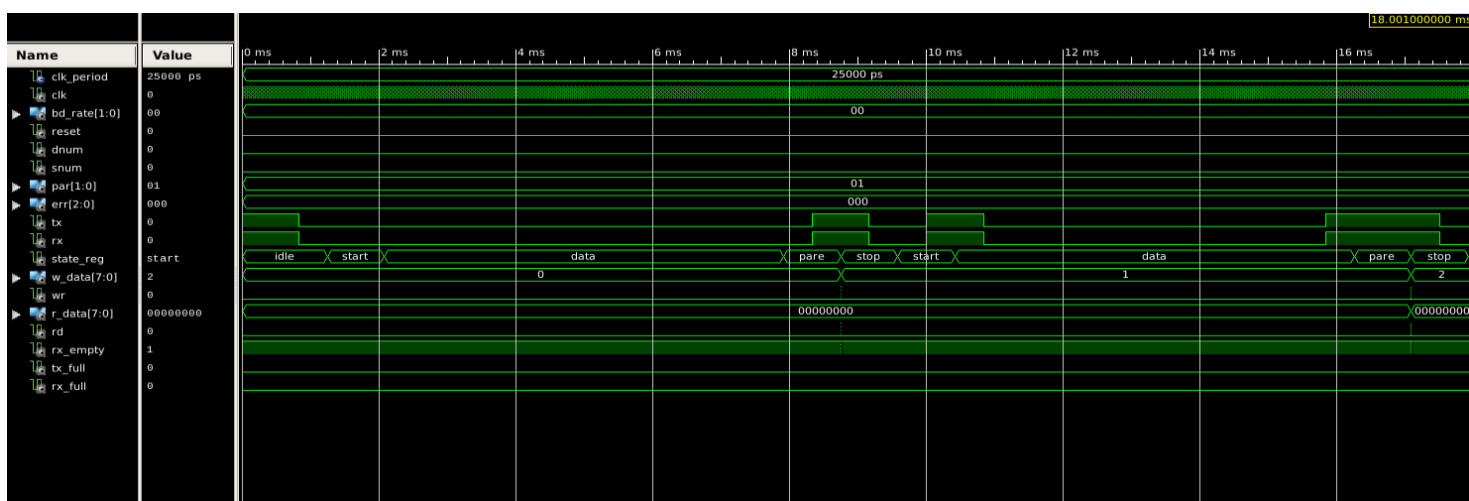 18.001000000 ms
Name Value 0 ms 2 ms 4 ms 6 ms 8 ms 10 ms 12 ms 14 ms 16 ms
clk_period 25000 ps 25000 ps
clk 0
bd_rate[1:0] 00 00
reset 0
dnum 0
snum 0
par[1:0] 01 01
err[2:0] 000 000
tx 0
rx 0
state_reg start idle start data pare stop start data pare stop
w_data[7:0] 2 0 1 2
wr 0
r_data[7:0] 00000000 00000000 00000000
rd 0
rx_empty 1
tx_full 0
rx_full 0